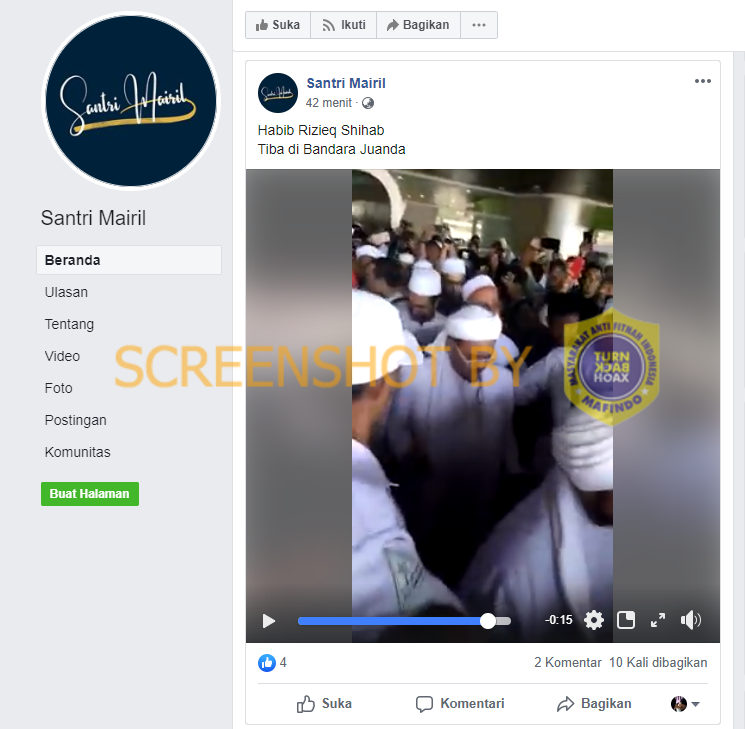 Santri Mairil
Santri Mairil
Beranda
Ulasan
Tentang
Video
Foto
Postingan
Komunitas
Buat Halaman
Suka
Ikuti
Bagikan
Santri Mairil
Santri Mairil
42 menit ·
Habib Rizieq Shihab
Tiba di Bandara Juanda
SCREENSHOT BY
MASYARAKAT ANTI FITNAH INDONESIA
TURN
BACK
HOAX
MAFINDO
-0:15
4
2 Komentar 10 Kali dibagikan
Suka
Komentari
Bagikan